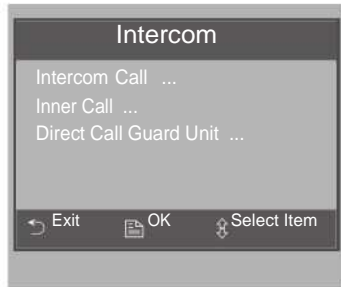 Intercom
Intercom Call ...
Inner Call ...
Direct Call Guard Unit ...
Exit OK Select Item